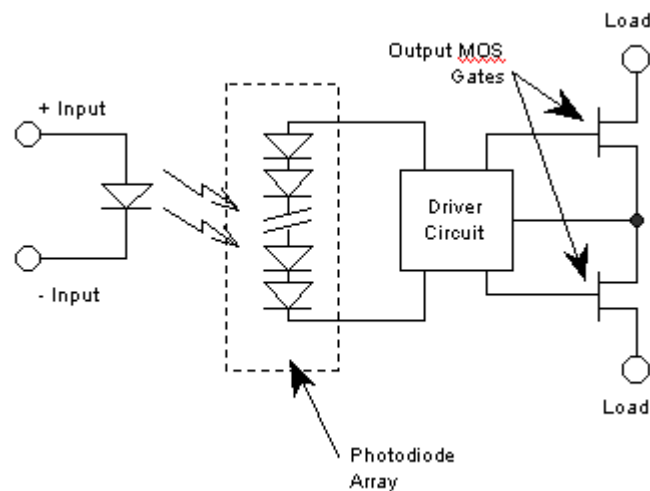 Load
Output MOS
Gates
+ Input
Driver
Circuit
- Input
Load
Photodiode
Array